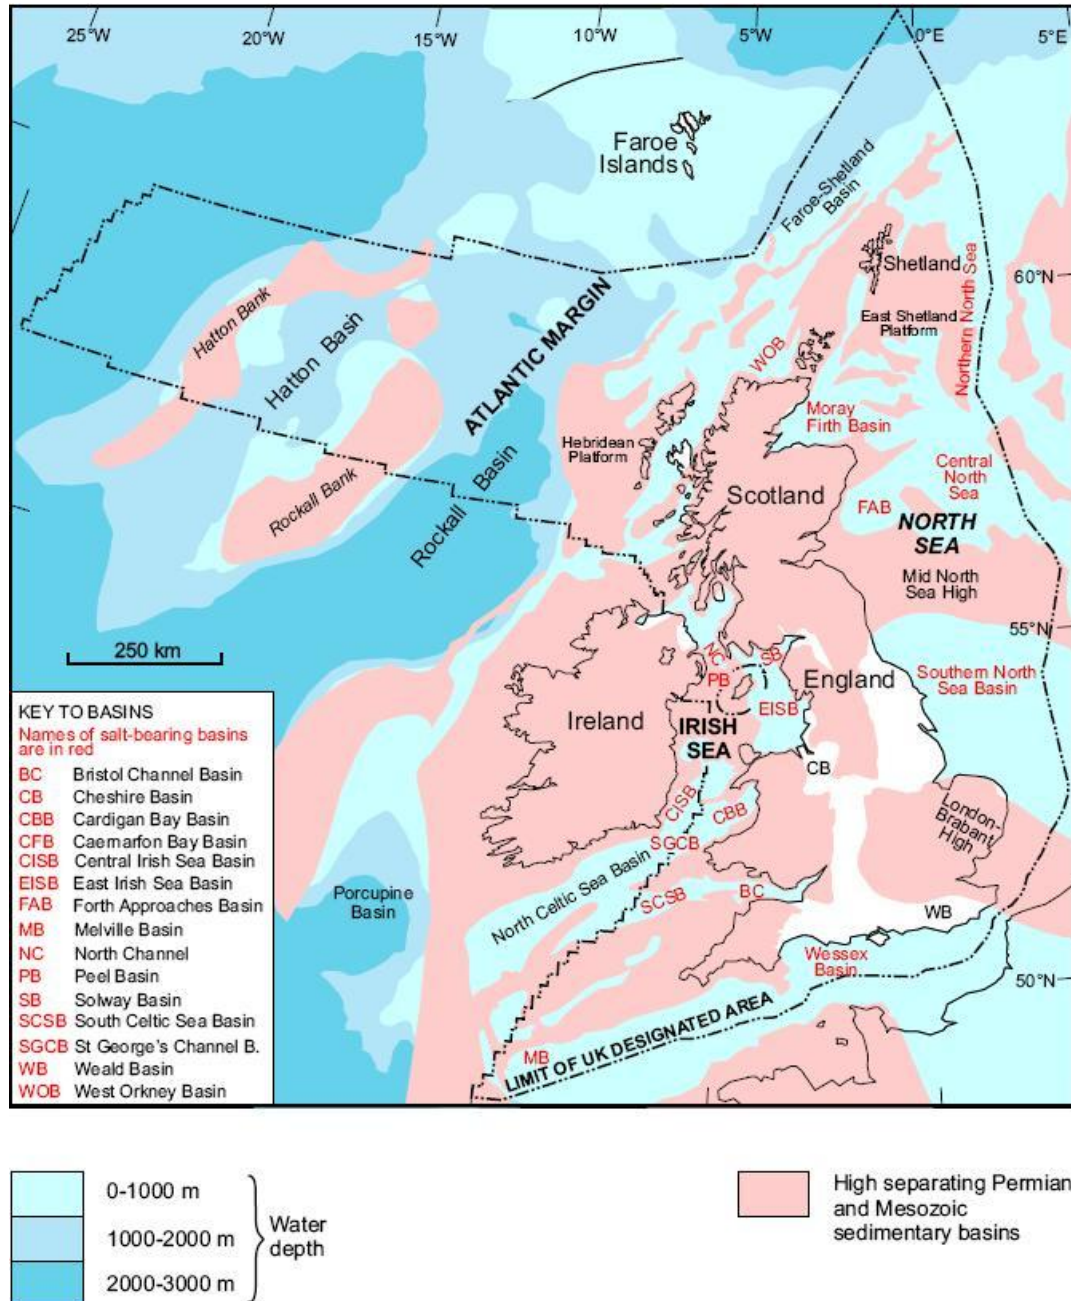 25°W
20°W
15°W
10°W
5°W
0°E
5°E
Faroe
Islands
Faroe-Shetland
Basin
Shetland
60°N
East Shetland
Platform
Northern North Sea
Hatton Bank
Hatton Basin
ATLANTIC MARGIN
WOB
Moray
Firth Basin
Hebridean
Platform
Central
North
Sea
Rockall Bank
Rockall Basin
Scotland
FAB
NORTH
SEA
Mid North
Sea High
55°N
250 km
NC
SB
PB
England
Southern North
Sea Basin
EISB
Ireland
IRISH
SEA
CB
CISB
CBB
London-
Brabant
High
SGCB
North Celtic Sea Basin
SCSB
BC
Porcupine
Basin
WB
Wessex
Basin
50°N
MB
LIMIT OF UK DESIGNATED AREA
KEY TO BASINS
Names of salt-bearing basins
are in red
BC Bristol Channel Basin
CB Cheshire Basin
CBB Cardigan Bay Basin
CFB Caernarfon Bay Basin
CISB Central Irish Sea Basin
EISB East Irish Sea Basin
FAB Forth Approaches Basin
MB Melville Basin
NC North Channel
PB Peel Basin
SB Solway Basin
SCSB South Celtic Sea Basin
SGCB St George's Channel B.
WB Weald Basin
WOB West Orkney Basin
0-1000 m
1000-2000 m
2000-3000 m
Water
depth
High separating Permian
and Mesozoic
sedimentary basins